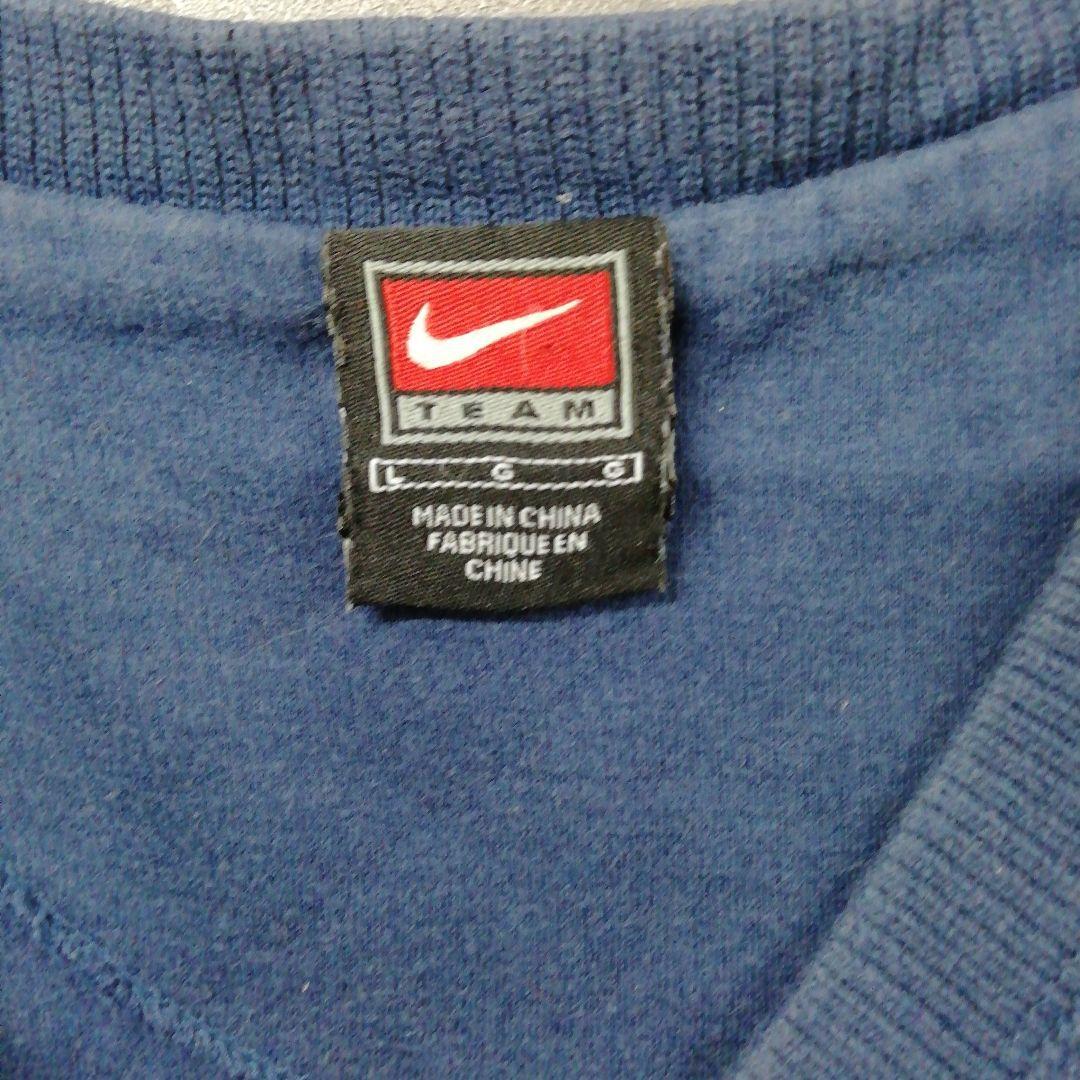 TEAM
L G G
MADE IN CHINA
FABRIQUE EN
CHINE